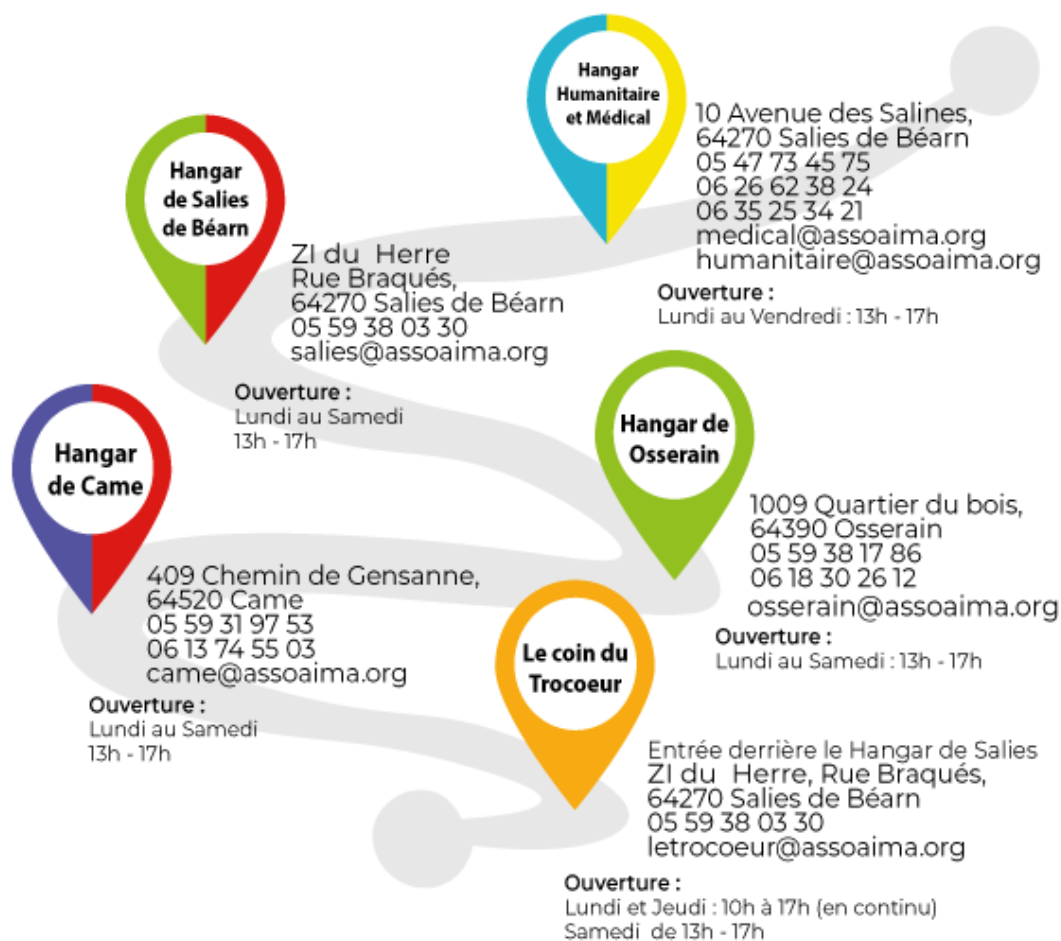 Hangar
Humanitaire
et Médical
10 Avenue des Salines,
64270 Salies de Béarn
05 47 73 45 75
06 26 62 38 24
06 35 25 34 21
medical@assoaima.org
humanitaire@assoaima.org
Ouverture :
Lundi au Vendredi : 13h - 17h
Hangar
de Salies
de Béarn
ZI du  Herre
Rue Braqués,
64270 Salies de Béarn
05 59 38 03 30
salies@assoaima.org
Ouverture :
Lundi au Samedi
13h - 17h
Hangar de
Osserain
1009 Quartier du bois,
64390 Osserain
05 59 38 17 86
06 18 30 26 12
osserain@assoaima.org
Ouverture :
Lundi au Samedi : 13h - 17h
Hangar
de Came
409 Chemin de Gensanne,
64520 Came
05 59 31 97 53
06 13 74 55 03
came@assoaima.org
Ouverture :
Lundi au Samedi
13h - 17h
Le coin du
Trocoeur
Entrée derrière le Hangar de Salies
ZI du  Herre, Rue Braqués,
64270 Salies de Béarn
05 59 38 03 30
letrocoeur@assoaima.org
Ouverture :
Lundi et Jeudi : 10h à 17h (en continu)
Samedi  de 13h - 17h